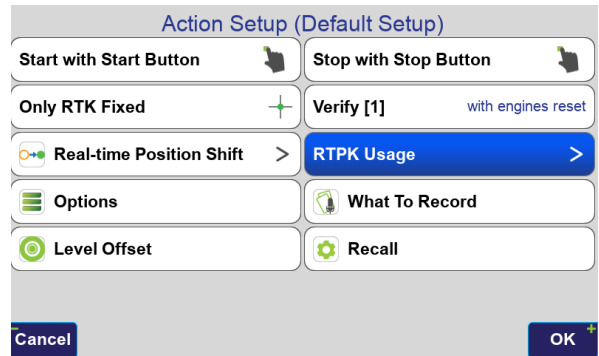 Action Setup (Default Setup)
Start with Start Button
Stop with Stop Button
Only RTK Fixed
Verify [1] with engines reset
Real-time Position Shift >
RTPK Usage >
Options
What To Record
Level Offset
Recall
Cancel
OK